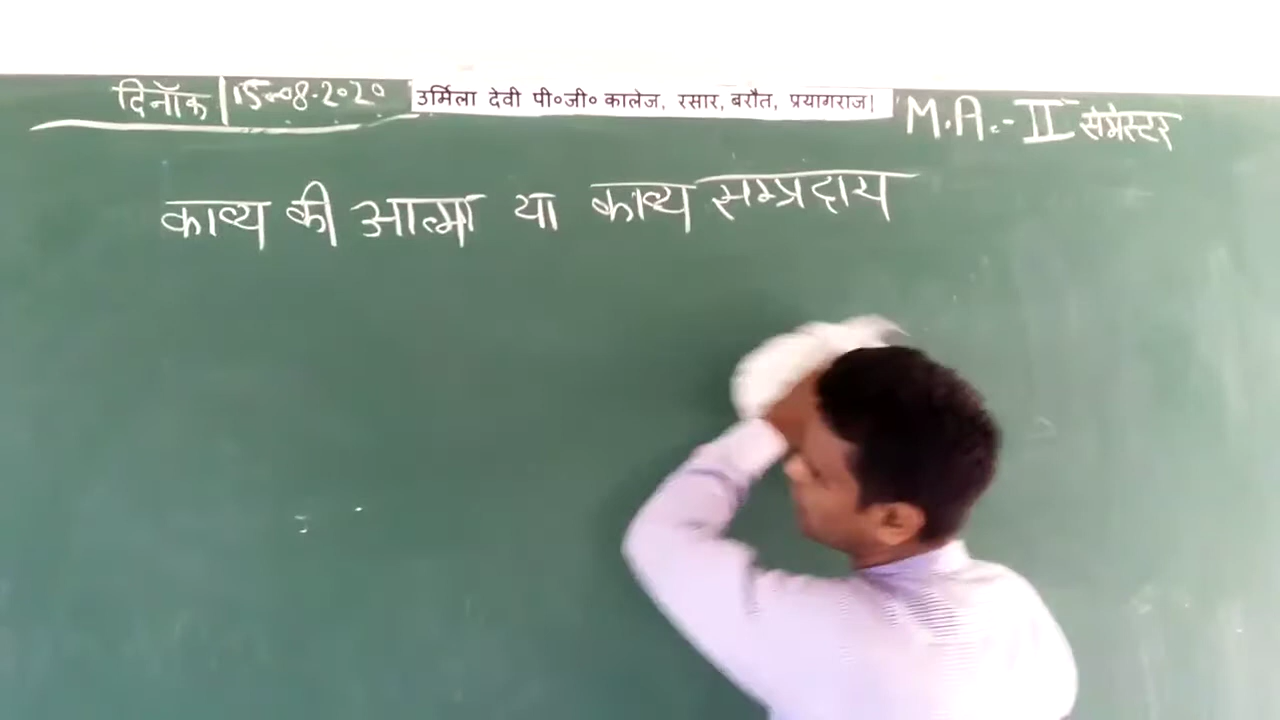 दिनॉक | 15-08-2020 उर्मिला देवी पी०जी० कालेज, रसार, बरौत, प्रयागराज। M.A.- II सेमेस्टर
काव्य की आत्मा या काव्य सम्प्रदाय